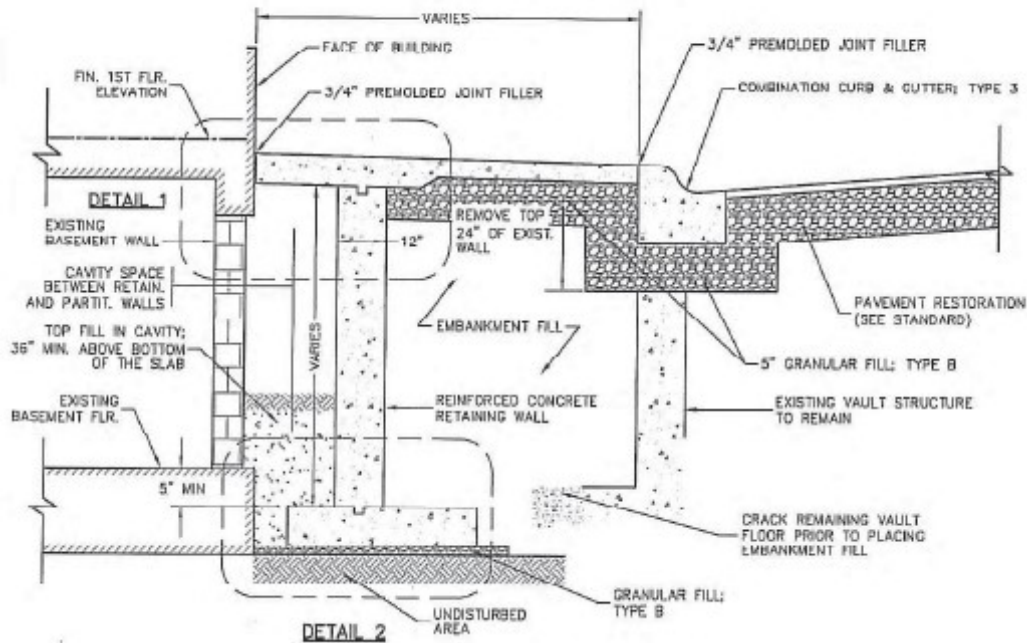 VARIES
FACE OF BUILDING
3/4" PREMOLDED JOINT FILLER
FIN. 1ST FLR.
ELEVATION
3/4" PREMOLDED JOINT FILLER
COMBINATION CURB & GUTTER; TYPE 3
DETAIL 1
EXISTING
BASEMENT WALL
12"
REMOVE TOP
24" OF EXIST.
WALL
CAVITY SPACE
BETWEEN RETAIN.
AND PARTIT. WALLS
PAVEMENT RESTORATION
(SEE STANDARD)
TOP FILL IN CAVITY;
36" MIN. ABOVE BOTTOM
OF THE SLAB
VARIES
EMBANKMENT FILL
5" GRANULAR FILL; TYPE B
EXISTING
BASEMENT FLR.
REINFORCED CONCRETE
RETAINING WALL
EXISTING VAULT STRUCTURE
TO REMAIN
5" MIN
CRACK REMAINING VAULT
FLOOR PRIOR TO PLACING
EMBANKMENT FILL
GRANULAR FILL;
TYPE B
UNDISTURBED
AREA
DETAIL 2